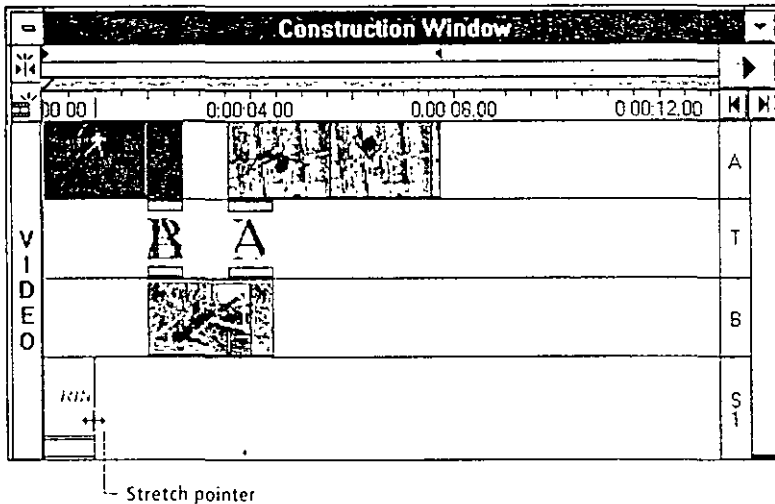 Construction Window
00 00 0:00:04.00 0:00:08.00 0:00:12.00
A
B A
T
VIDEO
B
S
1
Stretch pointer